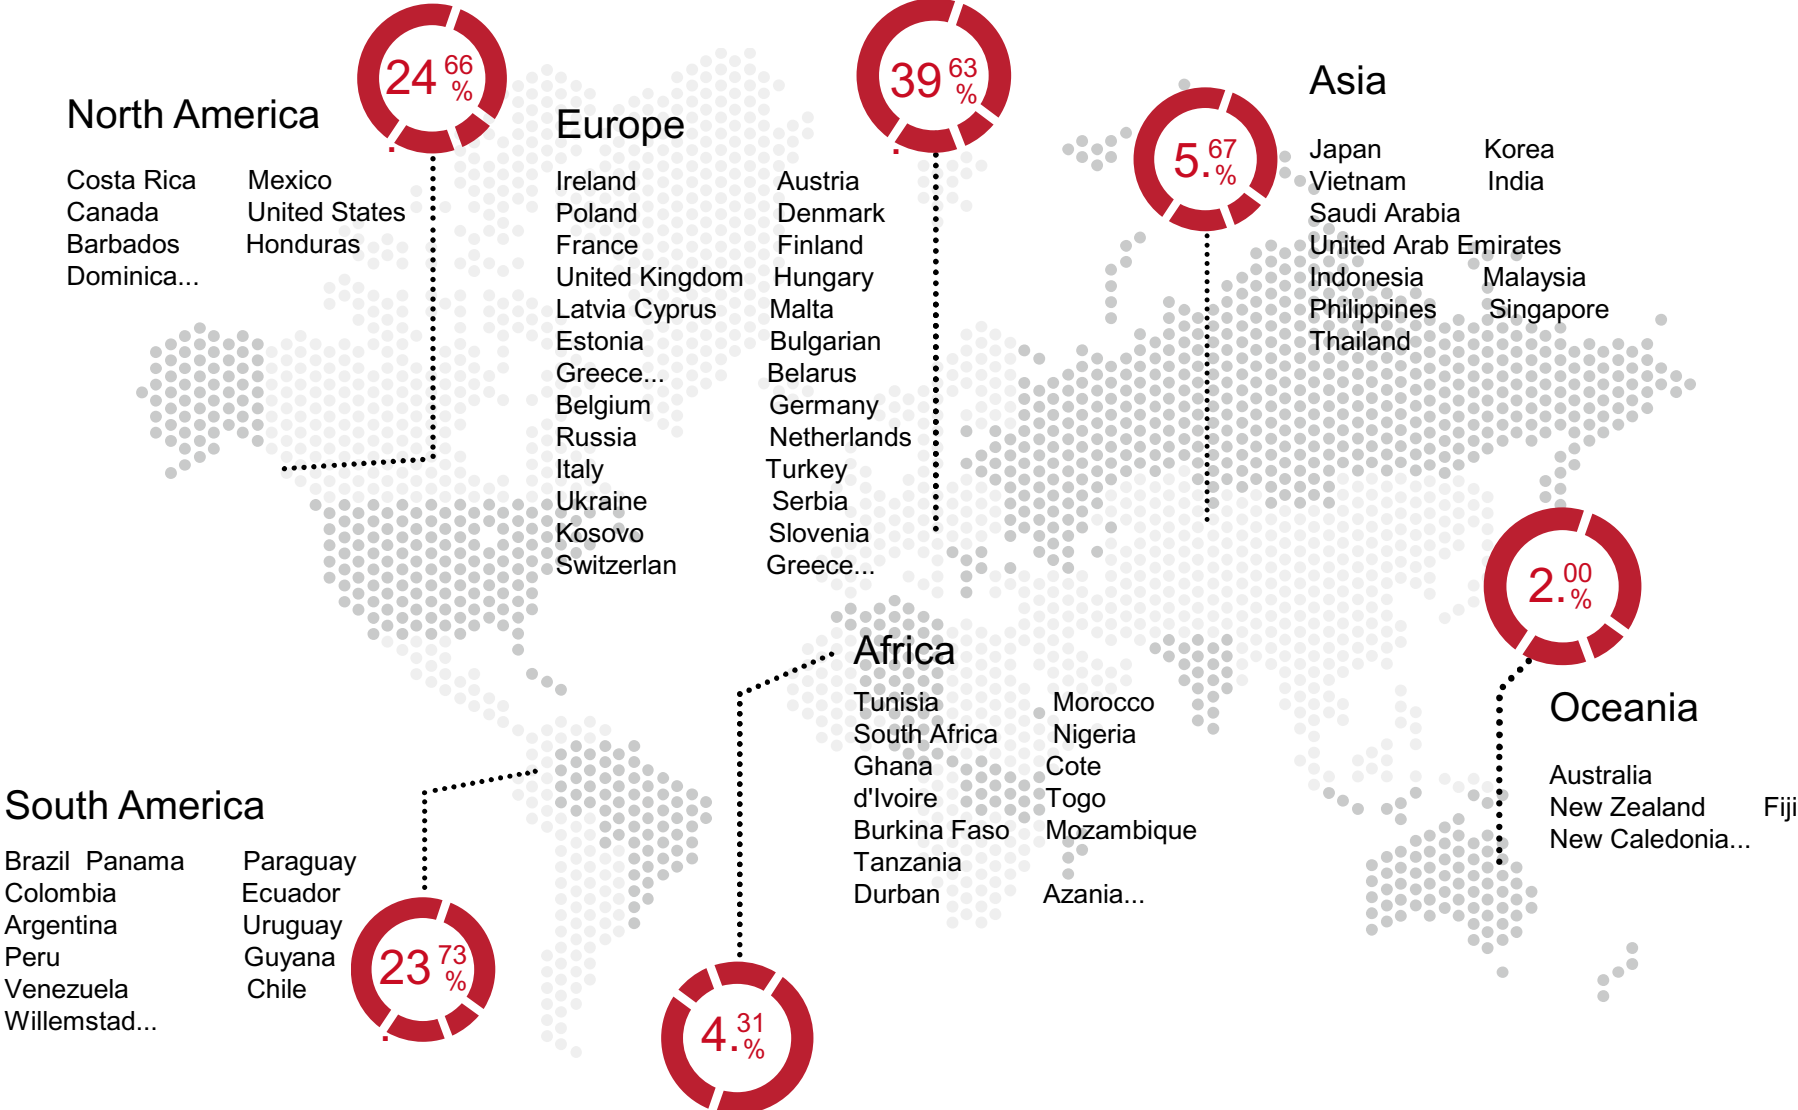 24 66
%
.
39 63
%
.
5. 67
%
North America
Costa Rica Mexico
Canada United States
Barbados Honduras
Dominica...
Europe
Ireland Austria
Poland Denmark
France Finland
United Kingdom Hungary
Latvia Cyprus Malta
Estonia Bulgarian
Greece... Belarus
Belgium Germany
Russia Netherlands
Italy Turkey
Ukraine Serbia
Kosovo Slovenia
Switzerlan Greece...
Asia
Japan Korea
Vietnam India
Saudi Arabia
United Arab Emirates
Indonesia Malaysia
Philippines Singapore
Thailand
2. 00
%
Africa
Tunisia Morocco
South Africa Nigeria
Ghana Cote
d'Ivoire Togo
Burkina Faso Mozambique
Tanzania
Durban Azania...
Oceania
Australia
New Zealand Fiji
New Caledonia...
South America
Brazil Panama Paraguay
Colombia Ecuador
Argentina Uruguay
Peru Guyana
Venezuela Chile
Willemstad...
23 73
%
.
4. 31
%